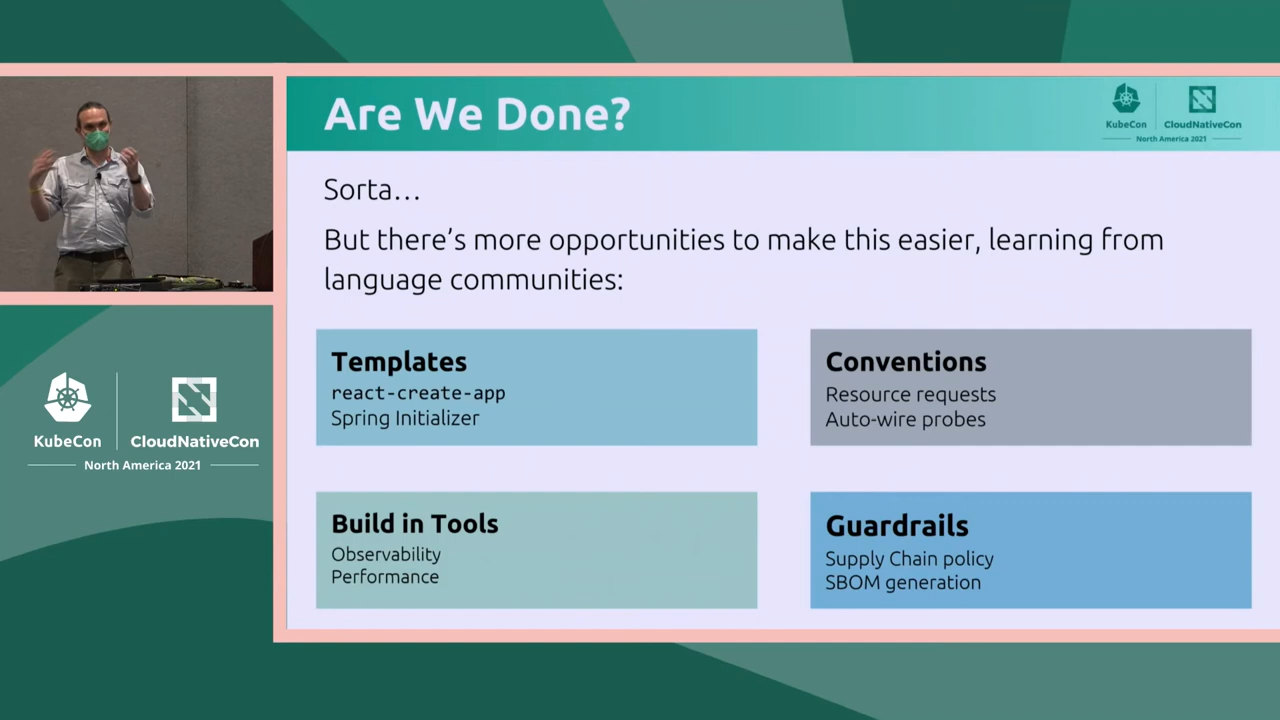 Are We Done?
KubeCon
CloudNativeCon
North America 2021
Sorta...
But there's more opportunities to make this easier, learning from
language communities:
Templates
react-create-app
Spring Initializer
Conventions
Resource requests
Auto-wire probes
Build in Tools
Observability
Performance
Guardrails
Supply Chain policy
SBOM generation
KubeCon
CloudNativeCon
North America 2021